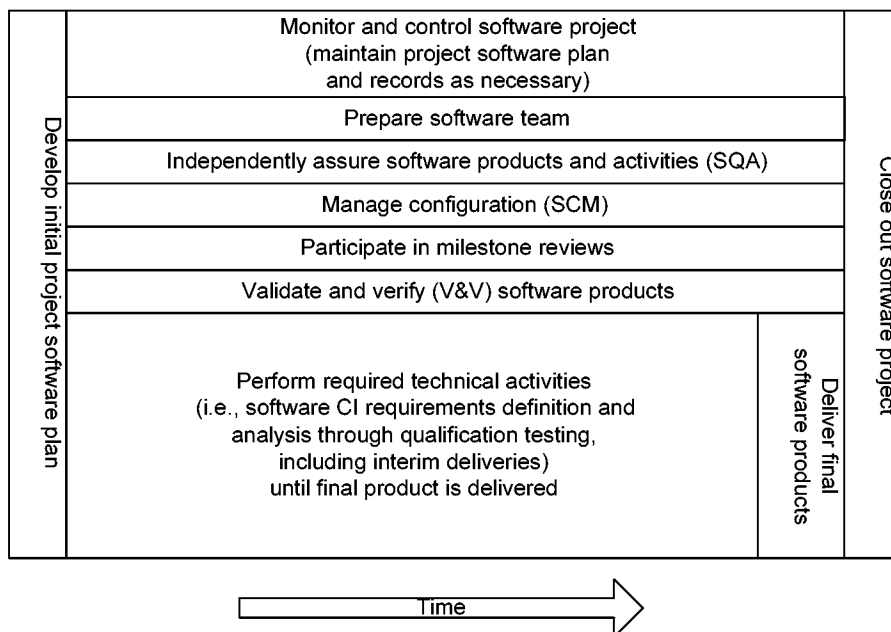 Develop initial project software plan
Monitor and control software project
(maintain project software plan
and records as necessary)
Prepare software team
Independently assure software products and activities (SQA)
Manage configuration (SCM)
Participate in milestone reviews
Validate and verify (V&V) software products
Perform required technical activities
(i.e., software CI requirements definition and
analysis through qualification testing,
including interim deliveries)
until final product is delivered
Deliver final
software products
Close out software project
Time